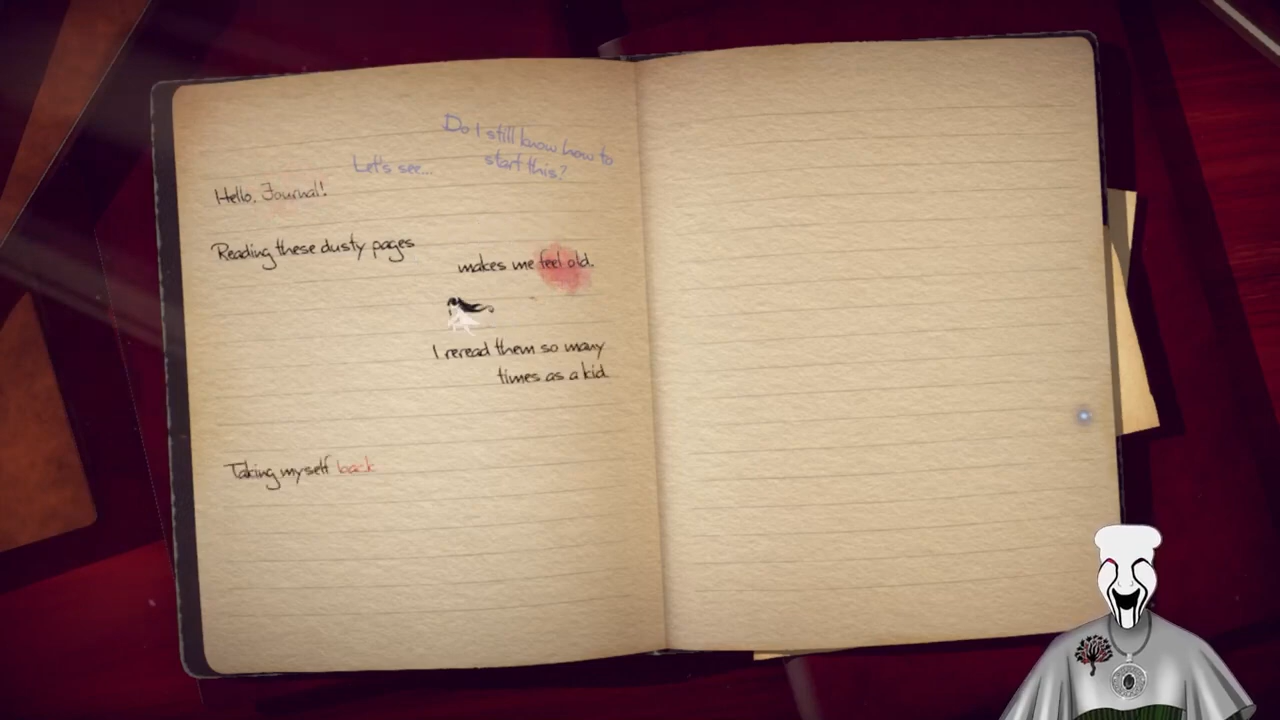 Do I still know how to
start this?
Let's see...
Hello, Journal!
Reading these dusty pages
makes me feel old.
I reread them so many
times as a kid
Taking myself back